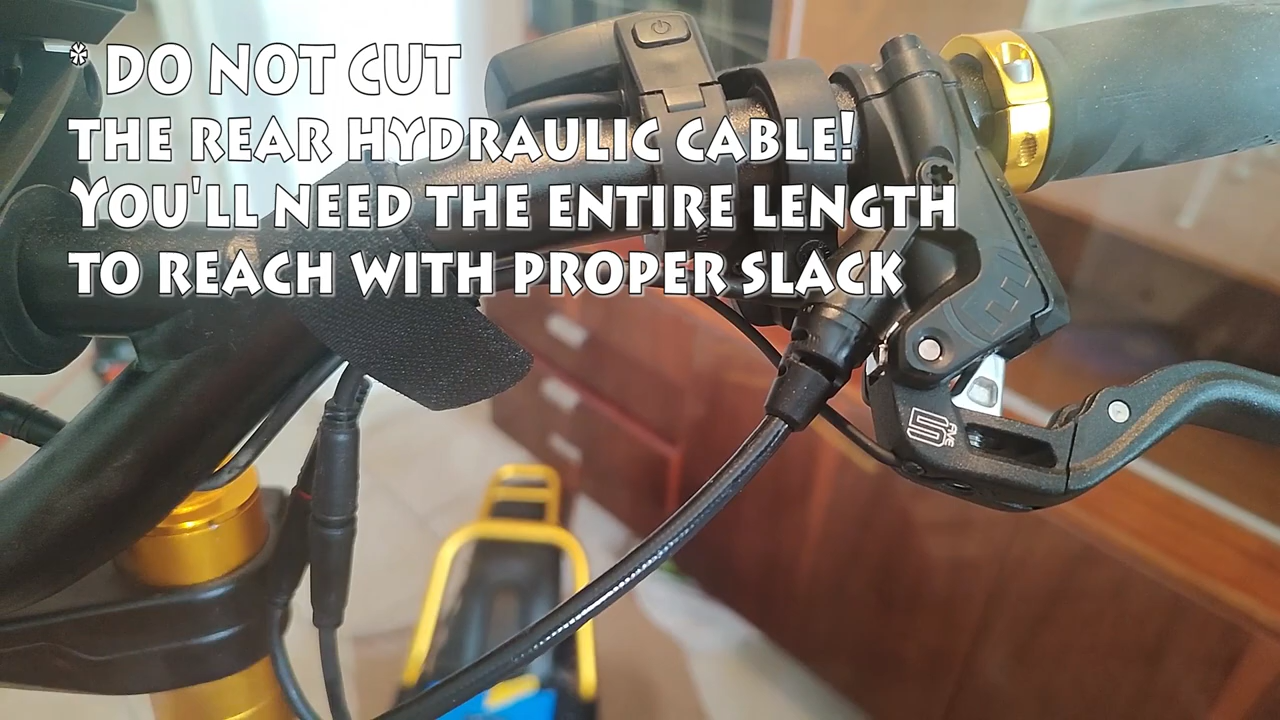 * DO NOT CUT
THE REAR HYDRAULIC CABLE!
YOU'LL NEED THE ENTIRE LENGTH
TO REACH WITH PROPER SLACK